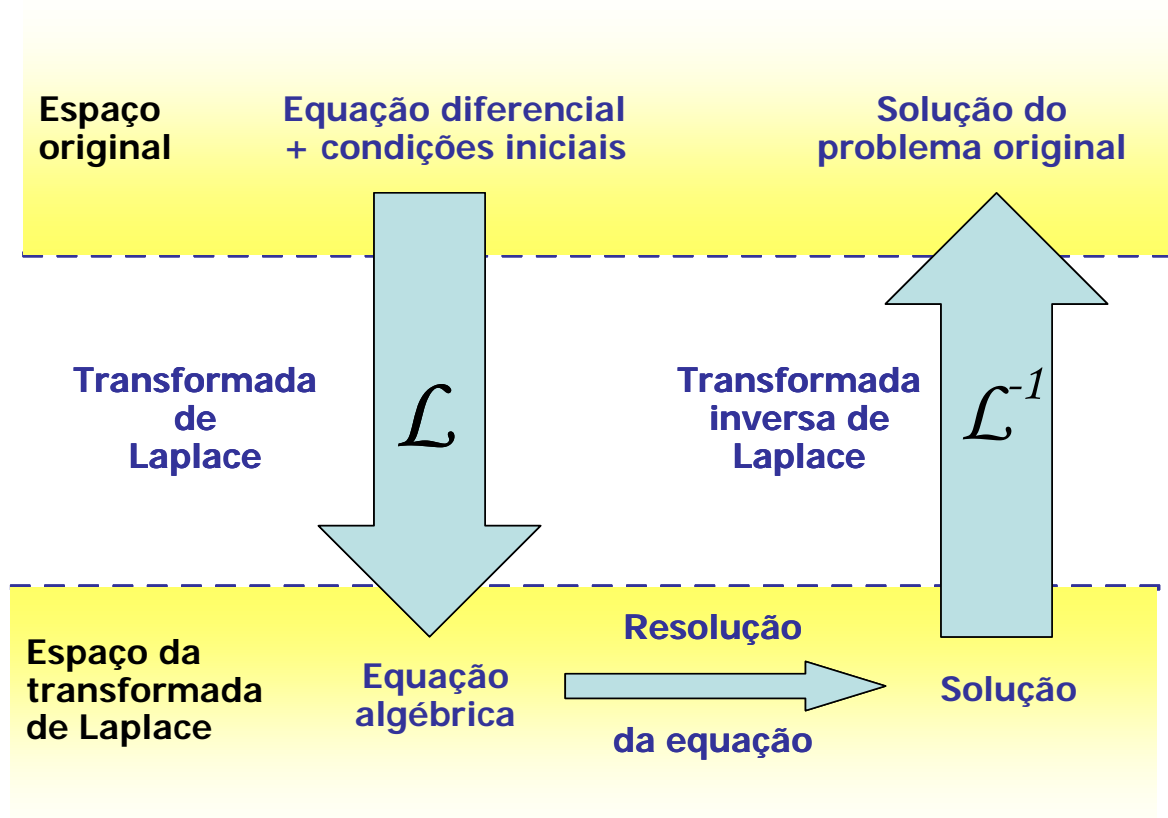 Espaço
original
Equação diferencial
+ condições iniciais
Solução do
problema original
Transformada
de
Laplace
ℒ
Transformada
inversa de
Laplace
ℒ⁻¹
Espaço da
transformada
de Laplace
Equação
algébrica
Resolução
da equação
Solução